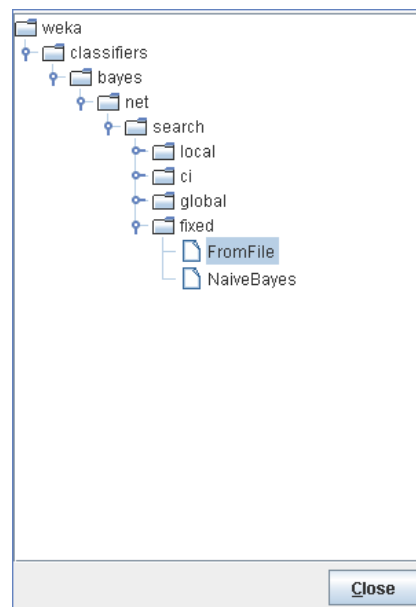 weka
classifiers
bayes
net
search
local
ci
global
fixed
FromFile
NaiveBayes
Close